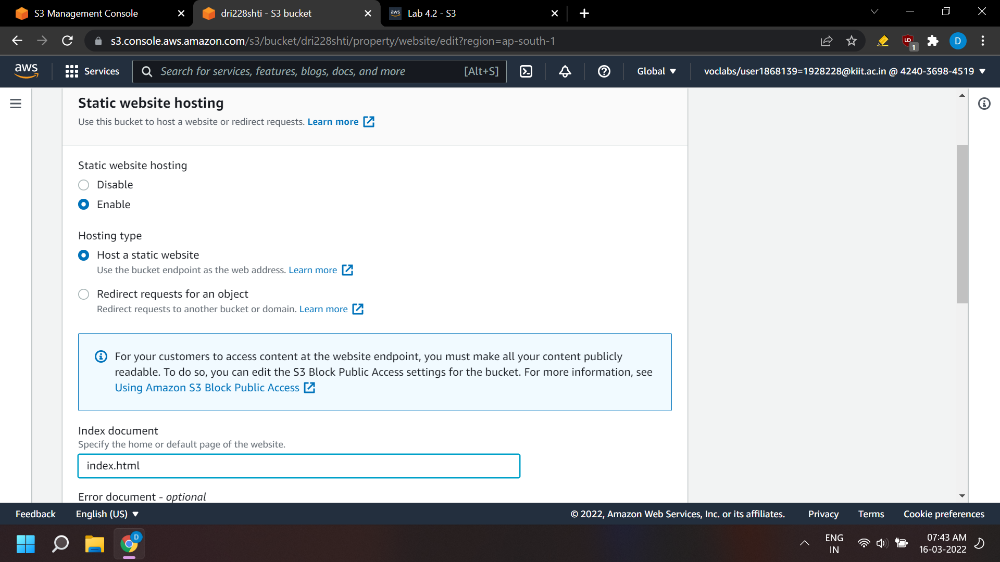 S3 Management Console
dri228shti - S3 bucket
aws Lab 4.2 - S3
s3.console.aws.amazon.com/s3/bucket/dri228shti/property/website/edit?region=ap-south-1
1
D
aws
Services
Search for services, features, blogs, docs, and more [Alt+S]
Global
voclabs/user1868139=1928228@kiit.ac.in @ 4240-3698-4519
Static website hosting
Use this bucket to host a website or redirect requests. Learn more
Static website hosting
Disable
Enable
Hosting type
Host a static website
Use the bucket endpoint as the web address. Learn more
Redirect requests for an object
Redirect requests to another bucket or domain. Learn more
For your customers to access content at the website endpoint, you must make all your content publicly
readable. To do so, you can edit the S3 Block Public Access settings for the bucket. For more information, see
Using Amazon S3 Block Public Access
Index document
Specify the home or default page of the website.
index.html
Error document - optional
Feedback
English (US)
© 2022, Amazon Web Services, Inc. or its affiliates.
Privacy
Terms
Cookie preferences
D
ENG
IN
07:43 AM
16-03-2022